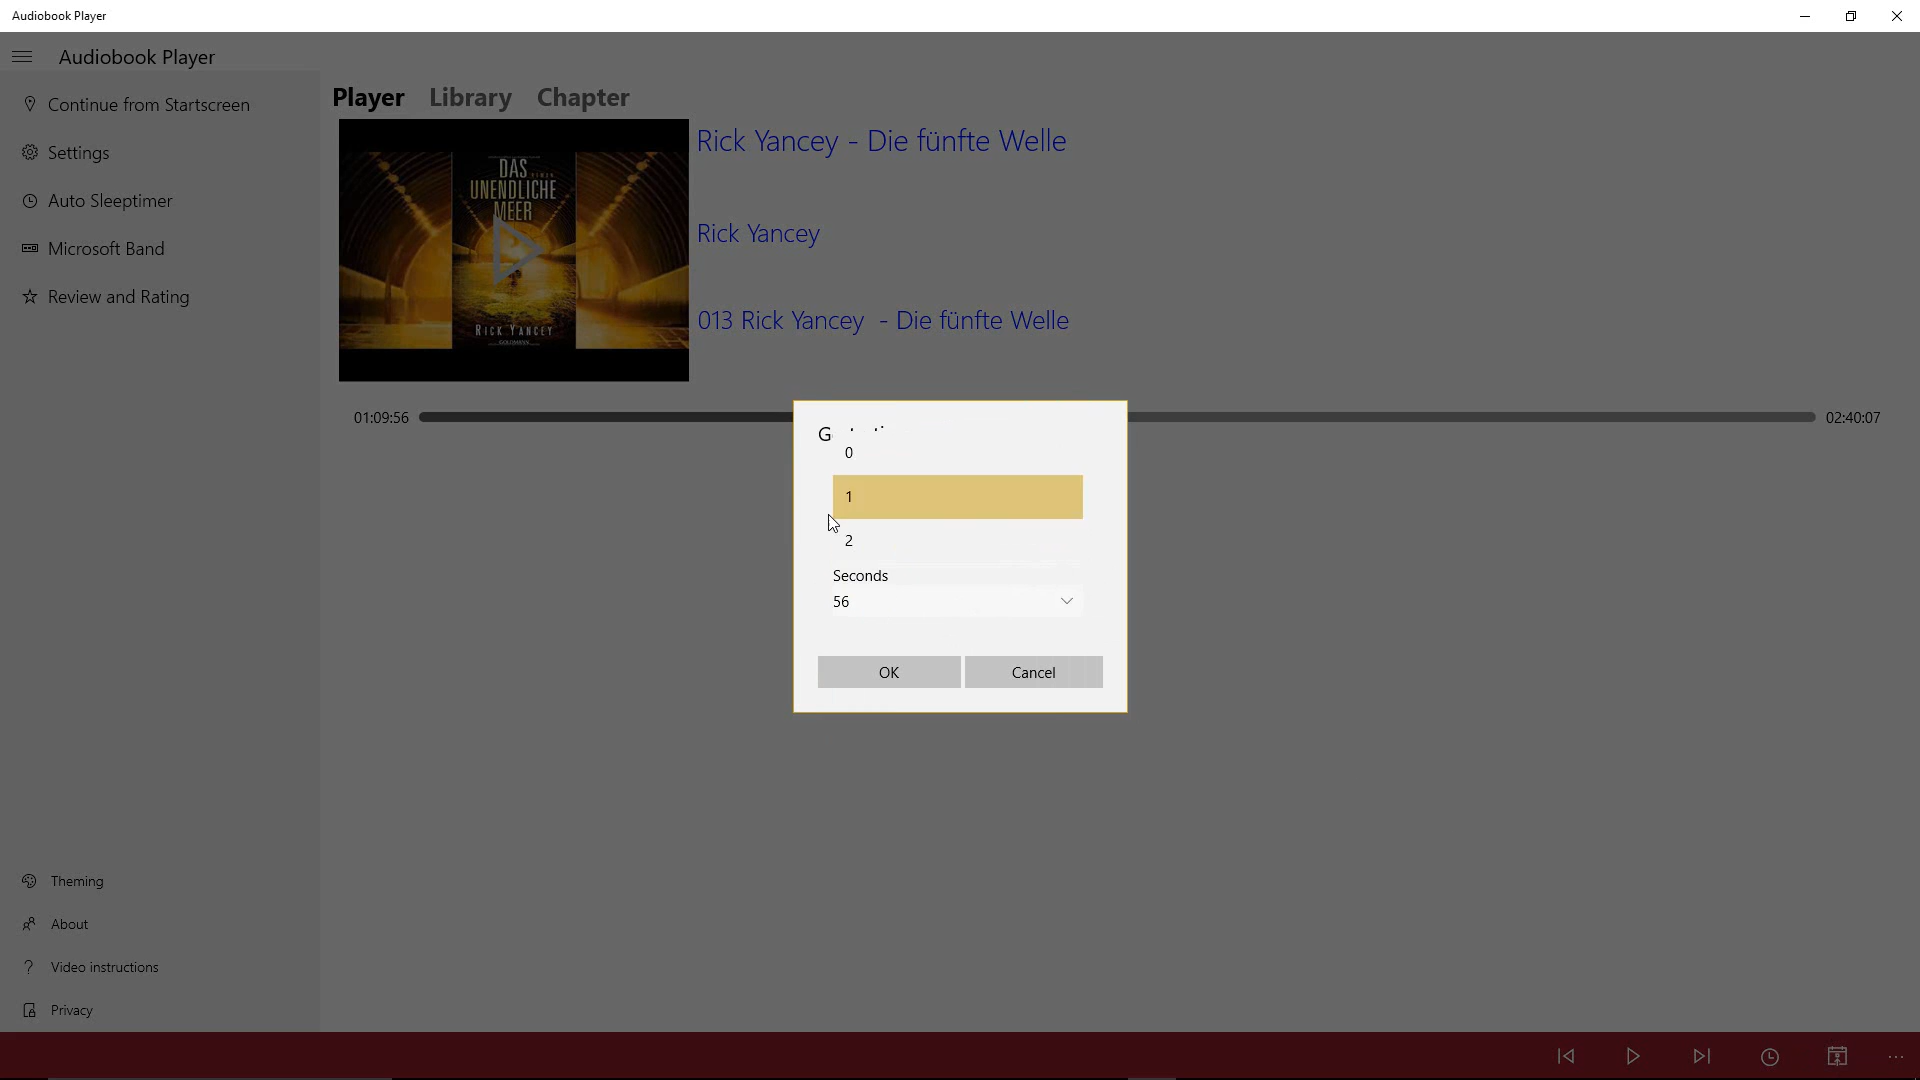 Audiobook Player
Audiobook Player
Continue from Startscreen
Settings
Auto Sleeptimer
Microsoft Band
Review and Rating
Player Library Chapter
DAS
UNENDLICHE
MEER
RICK YANCEY
GOLDMANN
Rick Yancey - Die fünfte Welle
Rick Yancey
013 Rick Yancey - Die fünfte Welle
01:09:56
02:40:07
0
1
2
Seconds
56
OK
Cancel
Theming
About
Video instructions
Privacy